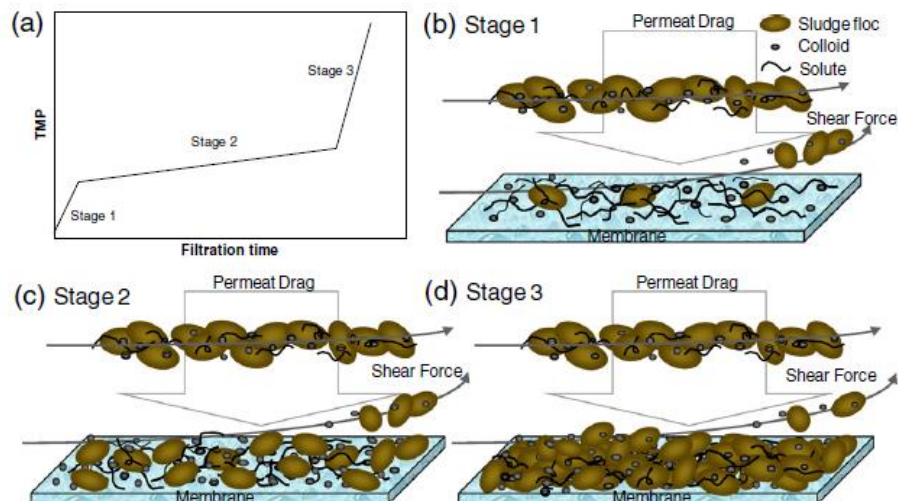 (a)
Stage 3
Stage 2
Stage 1
TMP
Filtration time
(b) Stage 1
Permeat Drag
Sludge floc
Colloid
Solute
Shear Force
Membrane
(c) Stage 2
Permeat Drag
Shear Force
Membrane
(d) Stage 3
Permeat Drag
Shear Force
Membrane